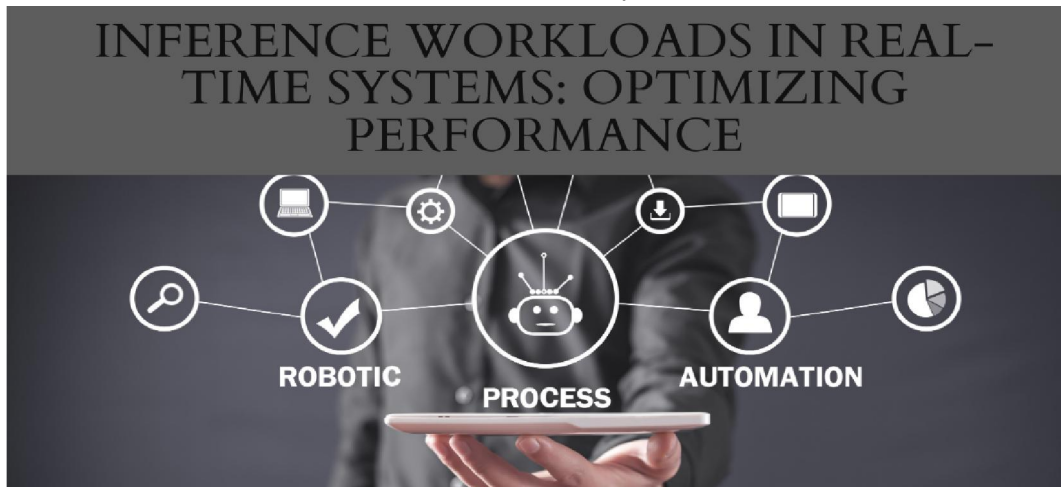 INFERENCE WORKLOADS IN REAL-
TIME SYSTEMS: OPTIMIZING
PERFORMANCE
ROBOTIC
PROCESS
AUTOMATION